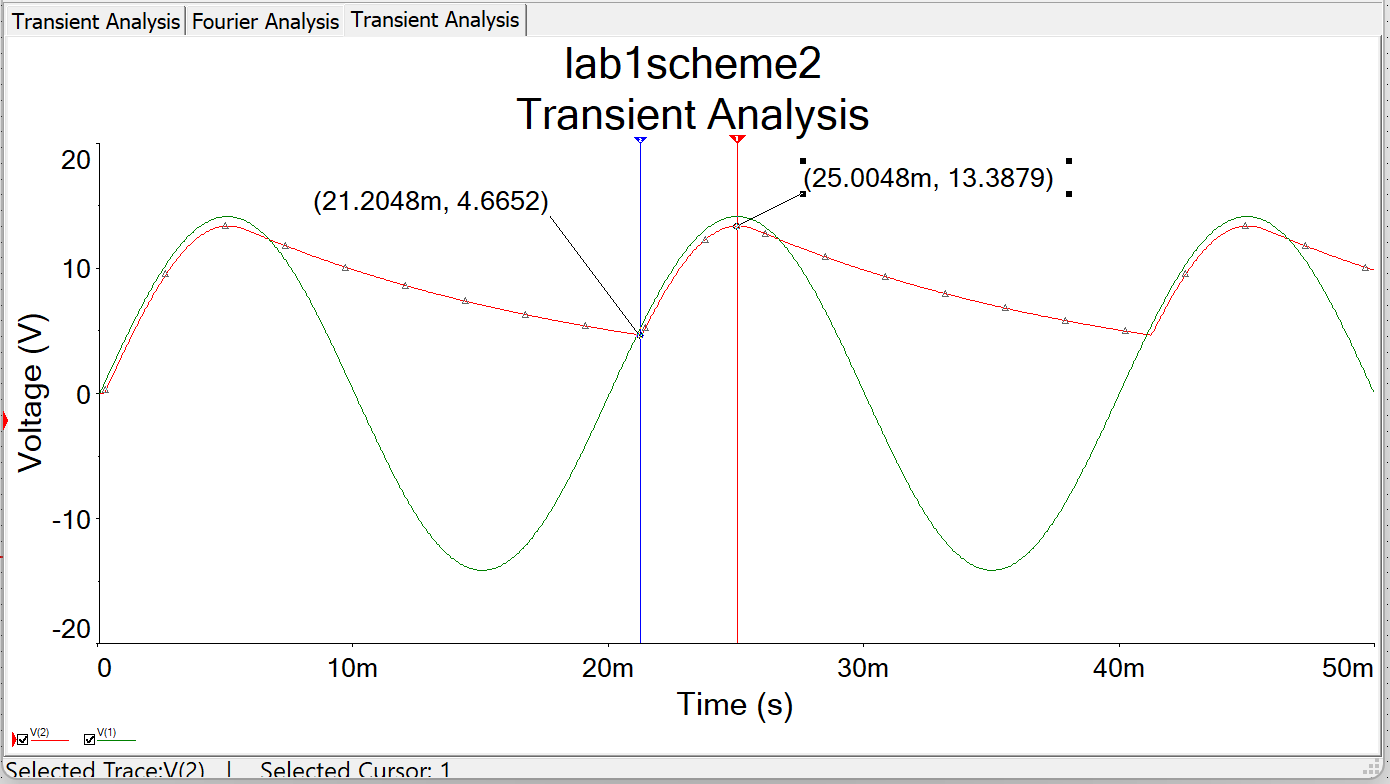 Transient Analysis Fourier Analysis Transient Analysis
lab1scheme2
Transient Analysis
(25.0048m, 13.3879)
(21.2048m, 4.6652)
20
10
0
-10
-20
Voltage (V)
0 10m 20m 30m 40m 50m
Time (s)
V(2) V(1)
Selected Trace:V(2) | Selected Cursor: 1